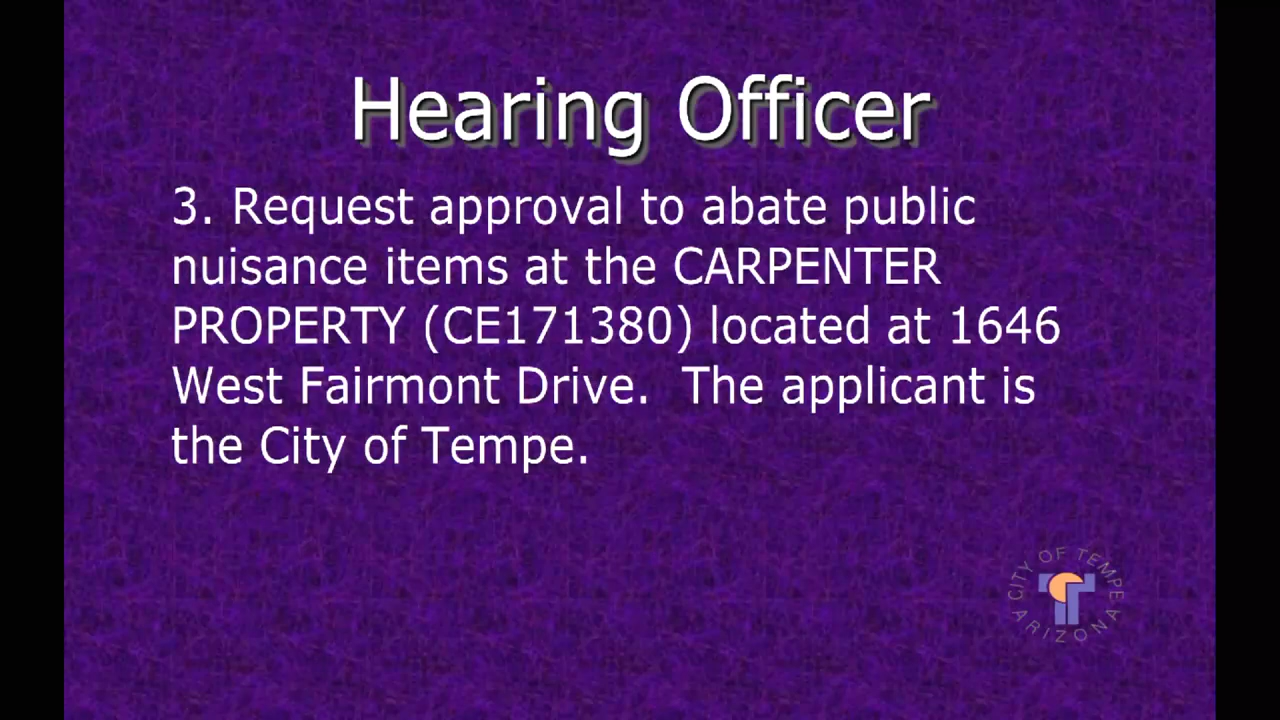 Hearing Officer
3. Request approval to abate public
nuisance items at the CARPENTER
PROPERTY (CE171380) located at 1646
West Fairmont Drive.  The applicant is
the City of Tempe.
CITY OF TEMPE
ARIZONA